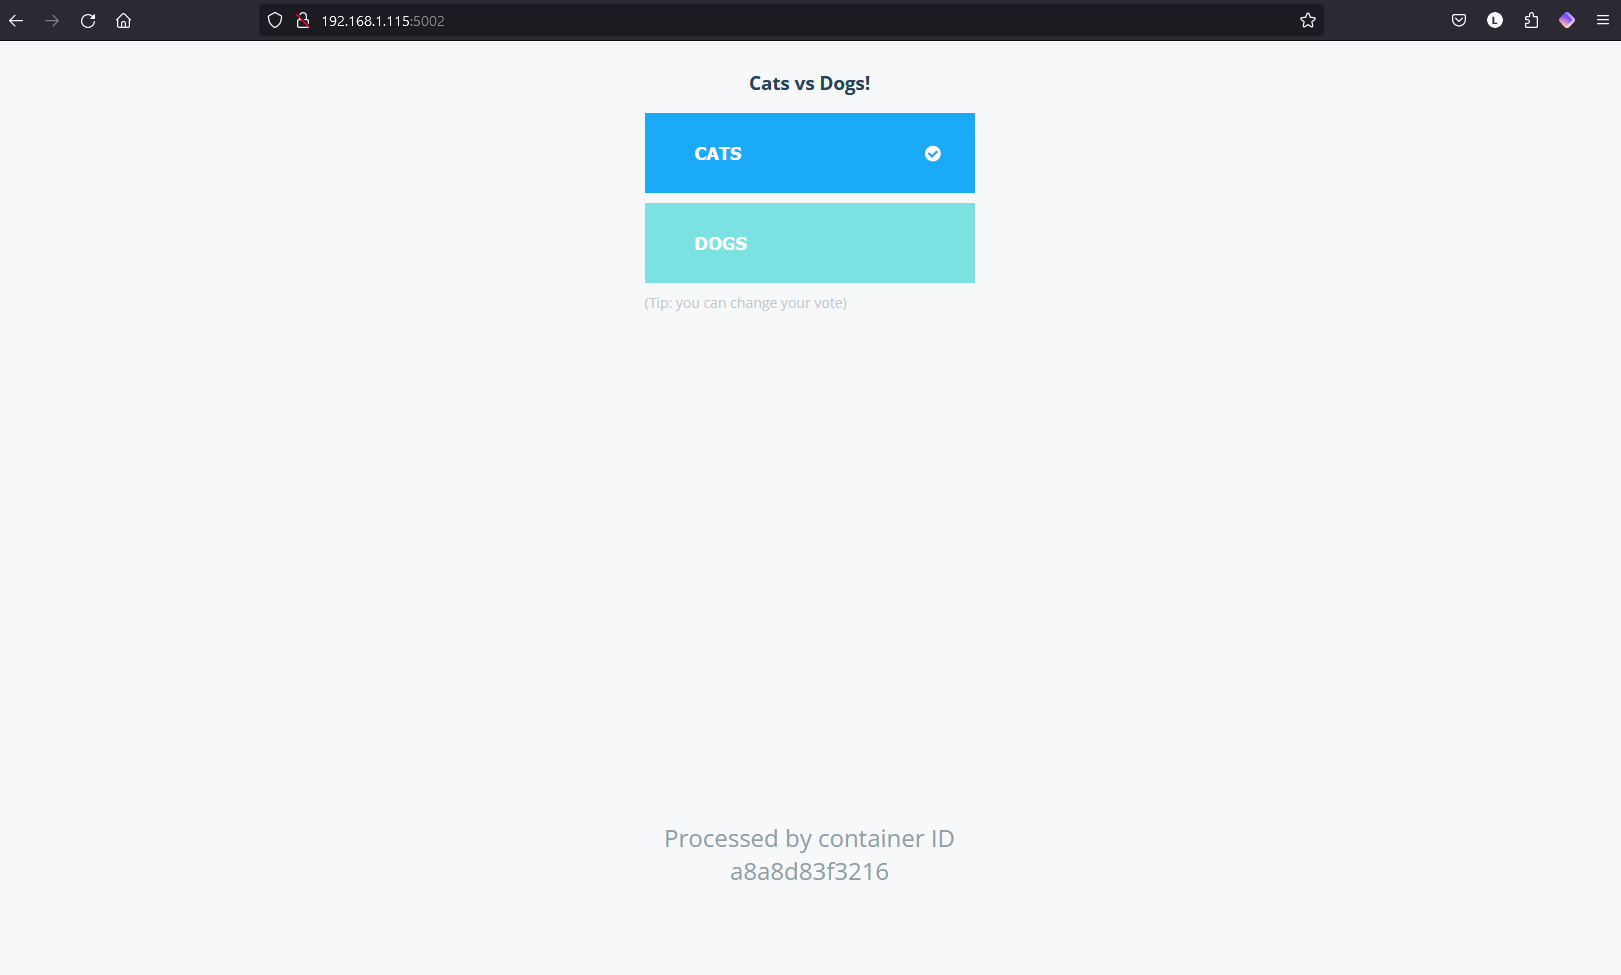 192.168.1.115:5002
L
Cats vs Dogs!
CATS
DOGS
(Tip: you can change your vote)
Processed by container ID
a8a8d83f3216